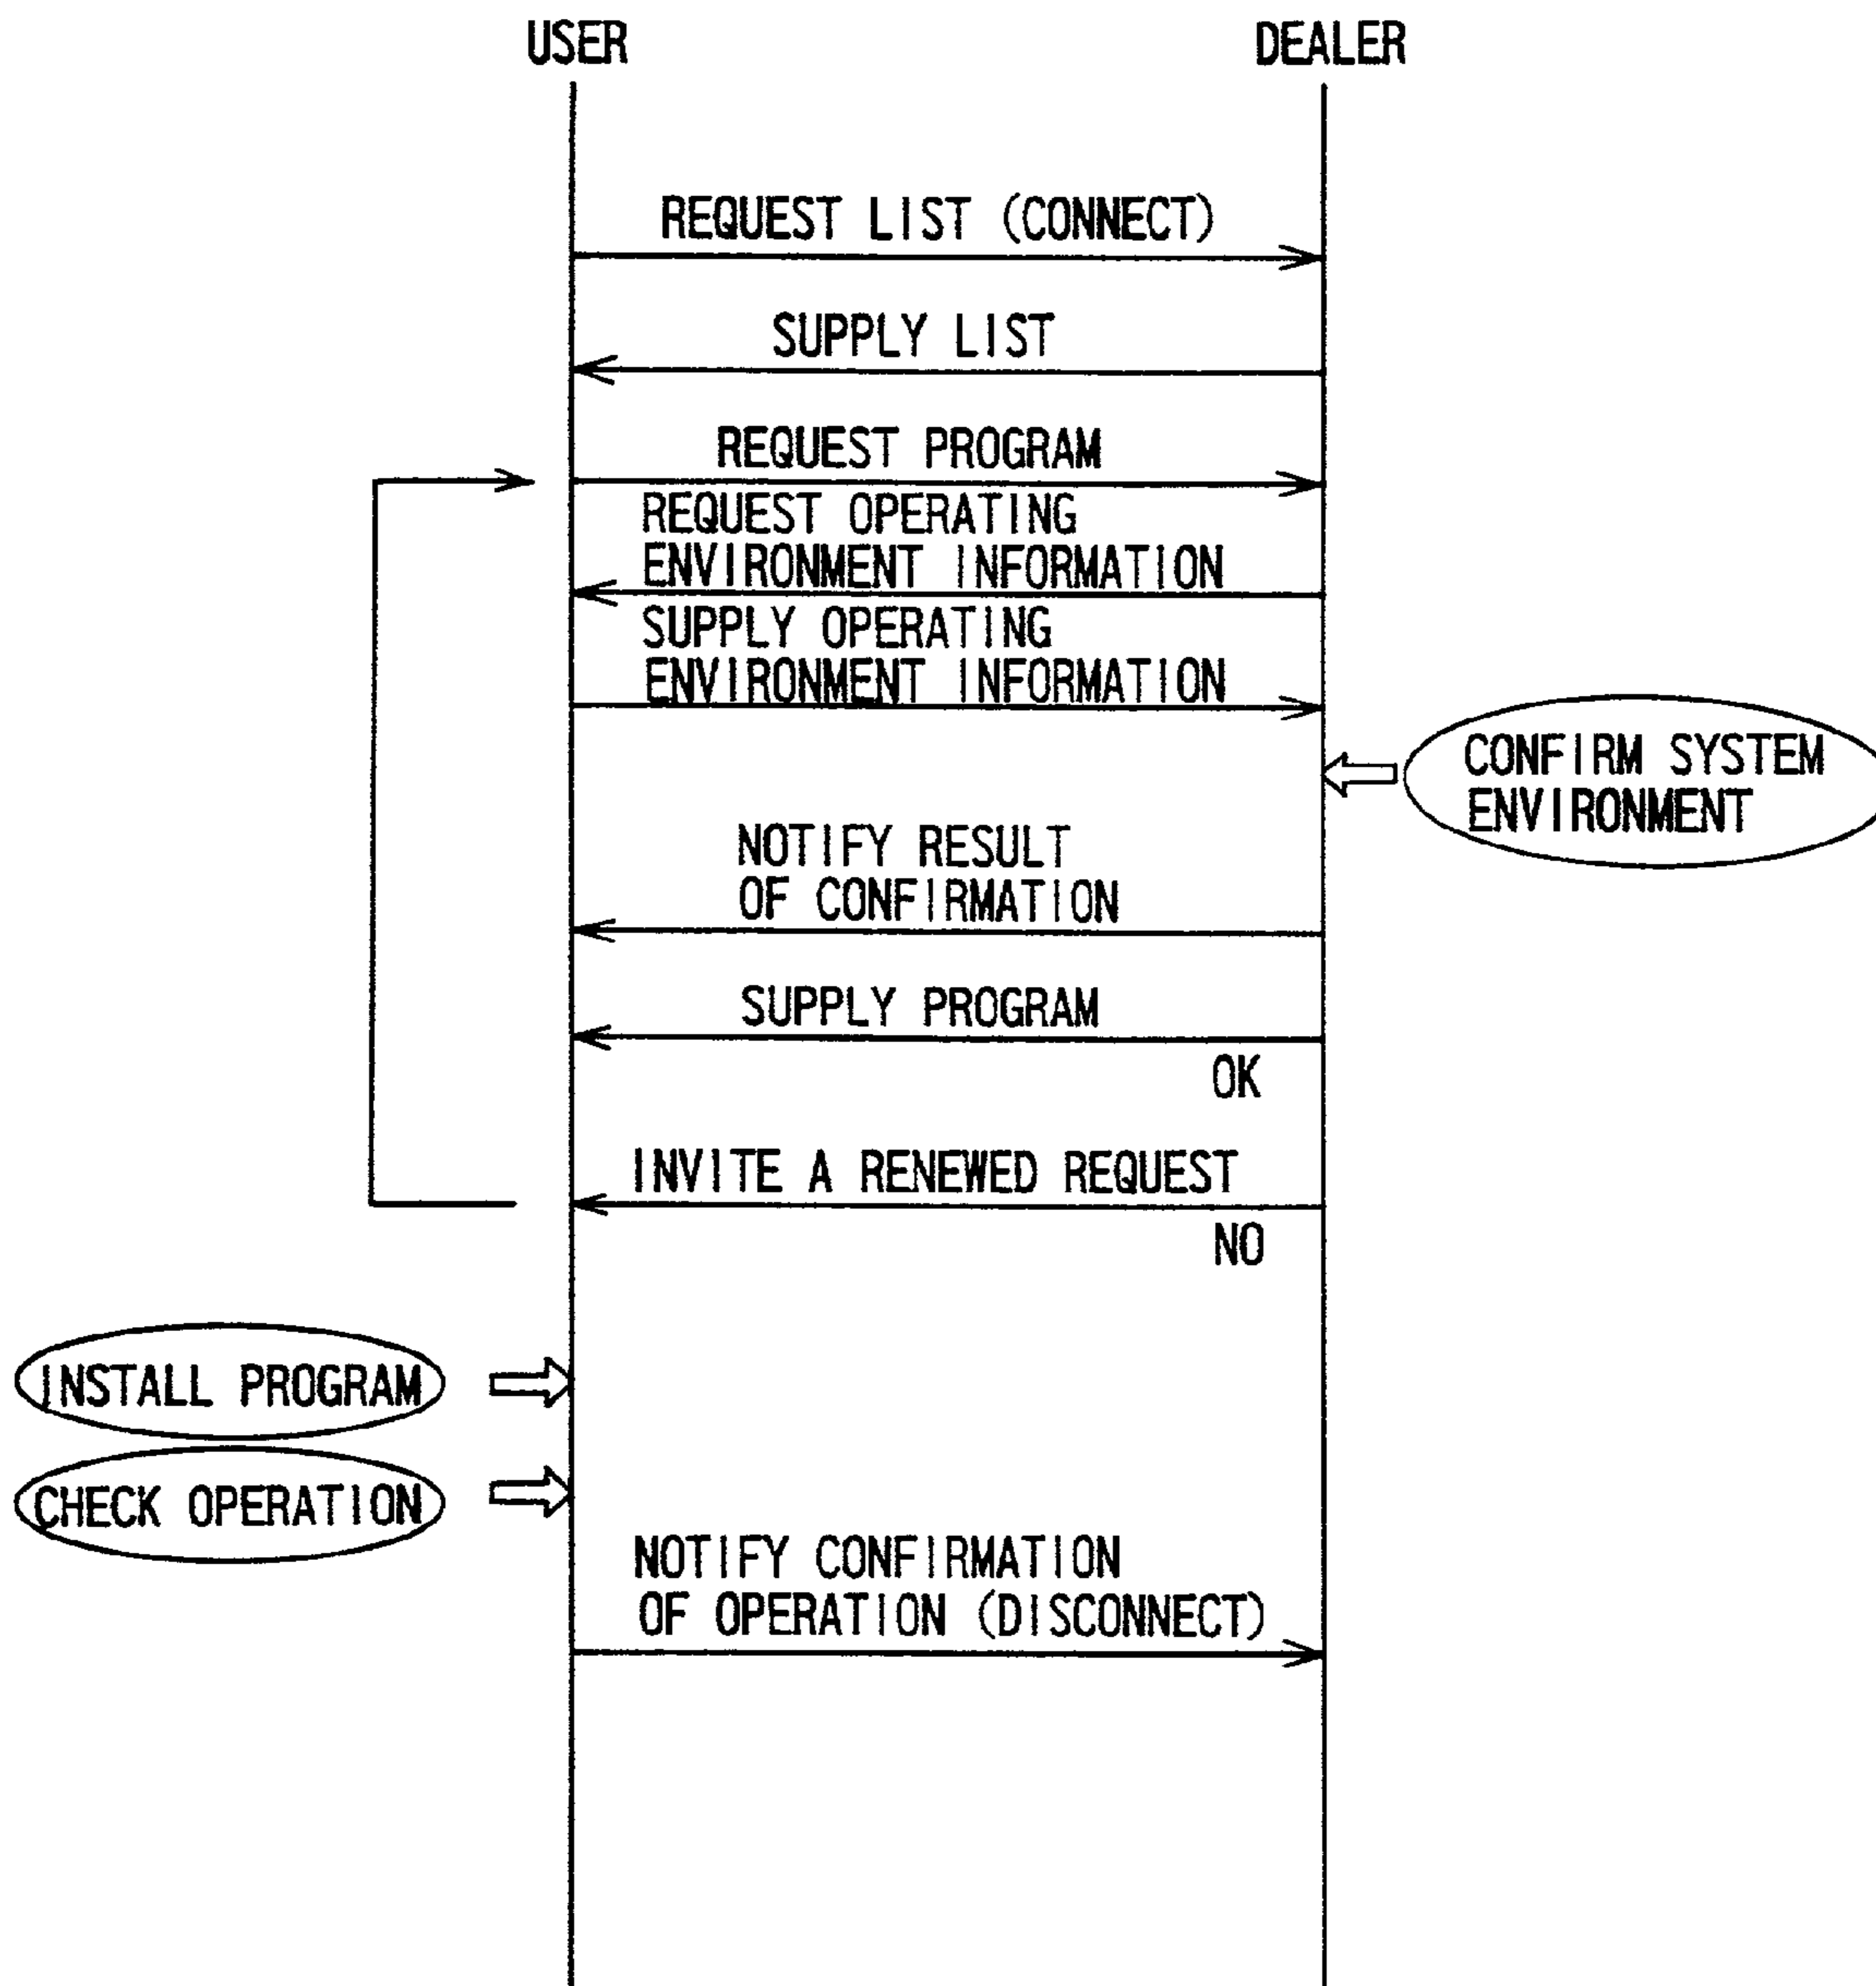 USER
DEALER
REQUEST LIST (CONNECT)
SUPPLY LIST
REQUEST PROGRAM
REQUEST OPERATING
ENVIRONMENT INFORMATION
SUPPLY OPERATING
ENVIRONMENT INFORMATION
CONFIRM SYSTEM
ENVIRONMENT
NOTIFY RESULT
OF CONFIRMATION
SUPPLY PROGRAM
OK
INVITE A RENEWED REQUEST
NO
INSTALL PROGRAM
CHECK OPERATION
NOTIFY CONFIRMATION
OF OPERATION (DISCONNECT)